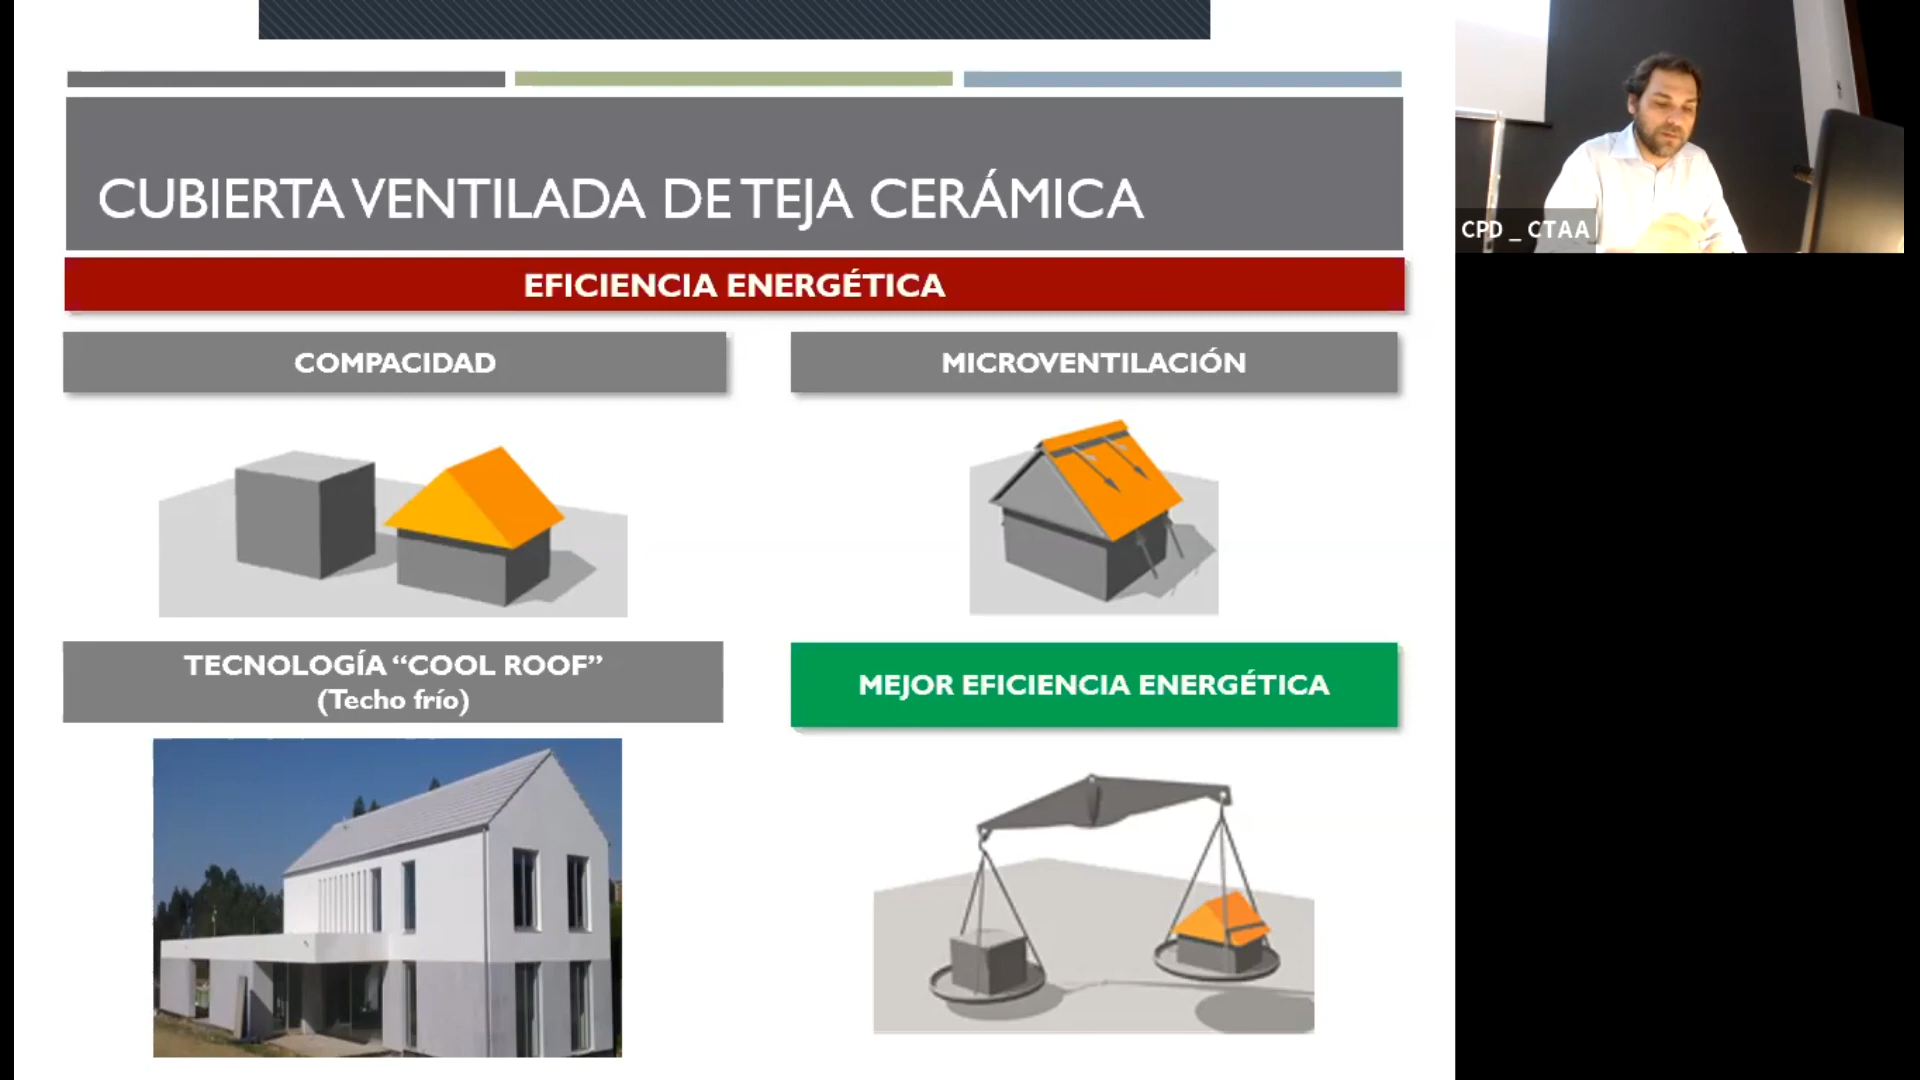 CUBIERTA VENTILADA DE TEJA CERÁMICA
EFICIENCIA ENERGÉTICA
COMPACIDAD
MICROVENTILACIÓN
TECNOLOGÍA “COOL ROOF”
(Techo frío)
MEJOR EFICIENCIA ENERGÉTICA
CPD _ CTAA